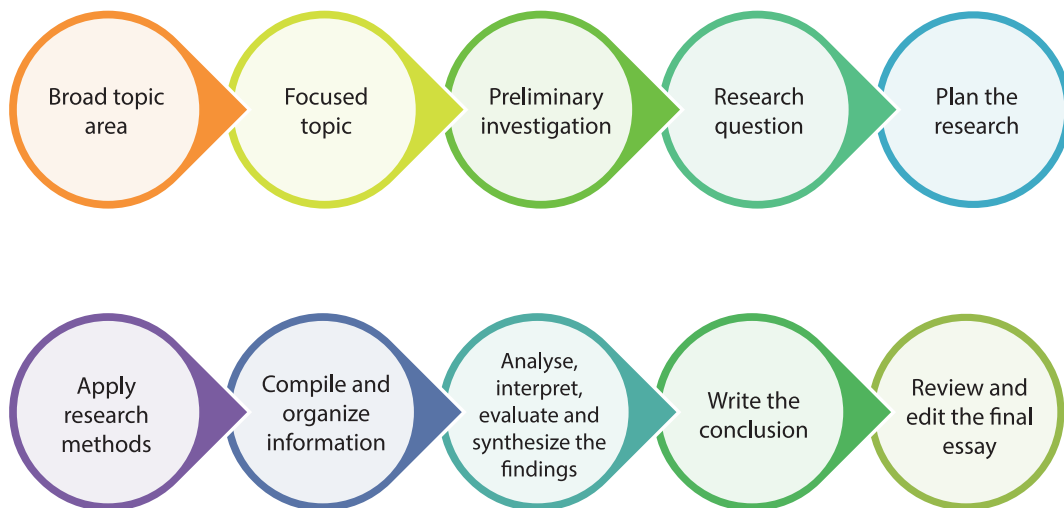 Broad topic
area
Focused
topic
Preliminary
investigation
Research
question
Plan the
research
Apply
research
methods
Compile and
organize
information
Analyse,
interpret,
evaluate and
synthesize the
findings
Write the
conclusion
Review and
edit the final
essay